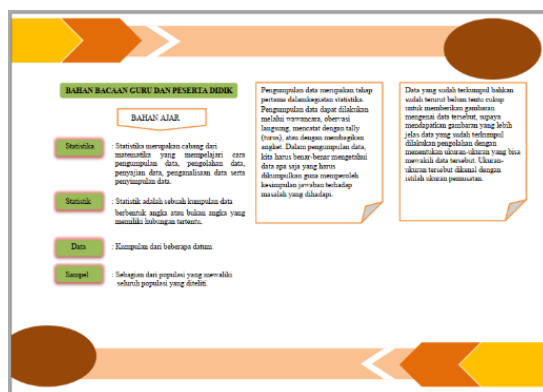 BAHAN BACAAN GURU DAN PESERTA DIDIK
BAHAN AJAR
Statistika
: Statistika merupakan cabang dari
matematika yang mempelajari cara
pengumpulan data, pengolahan data,
penyajian data, penganalisaan data serta
penyimpulan data.
Statistik
: Statistik adalah sebuah kumpulan data
berbentuk angka atau bukan angka yang
memiliki hubungan tertentu.
Data
: Kumpulan dari beberapa datum
Sampel
: Sebagian dari populasi yang mewakili
seluruh populasi yang diteliti.
Pengumpulan data merupakan tahap
pertama dalamkegiatan statistika.
Pengumpulan data dapat dilakukan
melalui wawancara, obervasi
langsung, mencatat dengan tally
(turus), atau dengan membagikan
angket. Dalam pengumpulan data,
kita harus benar-benar mengetahui
data apa saja yang harus
dikumpulkan guna memperoleh
kesimpulan jawaban terhadap
masalah yang dihadapi.
Data yang sudah terkumpul bahkan
sudah terurut belum tentu cukup
untuk memberikan gambaran
mengenai data tersebut, supaya
mendapatkan gambaran yang lebih
jelas data yang sudah terkumpul
dilakukan pengolahan dengan
menentukan ukuran-ukuran yang bisa
mewakili data tersebut. Ukuran-
ukuran tersebut dikenal dengan
istilah ukuran pemusatan.